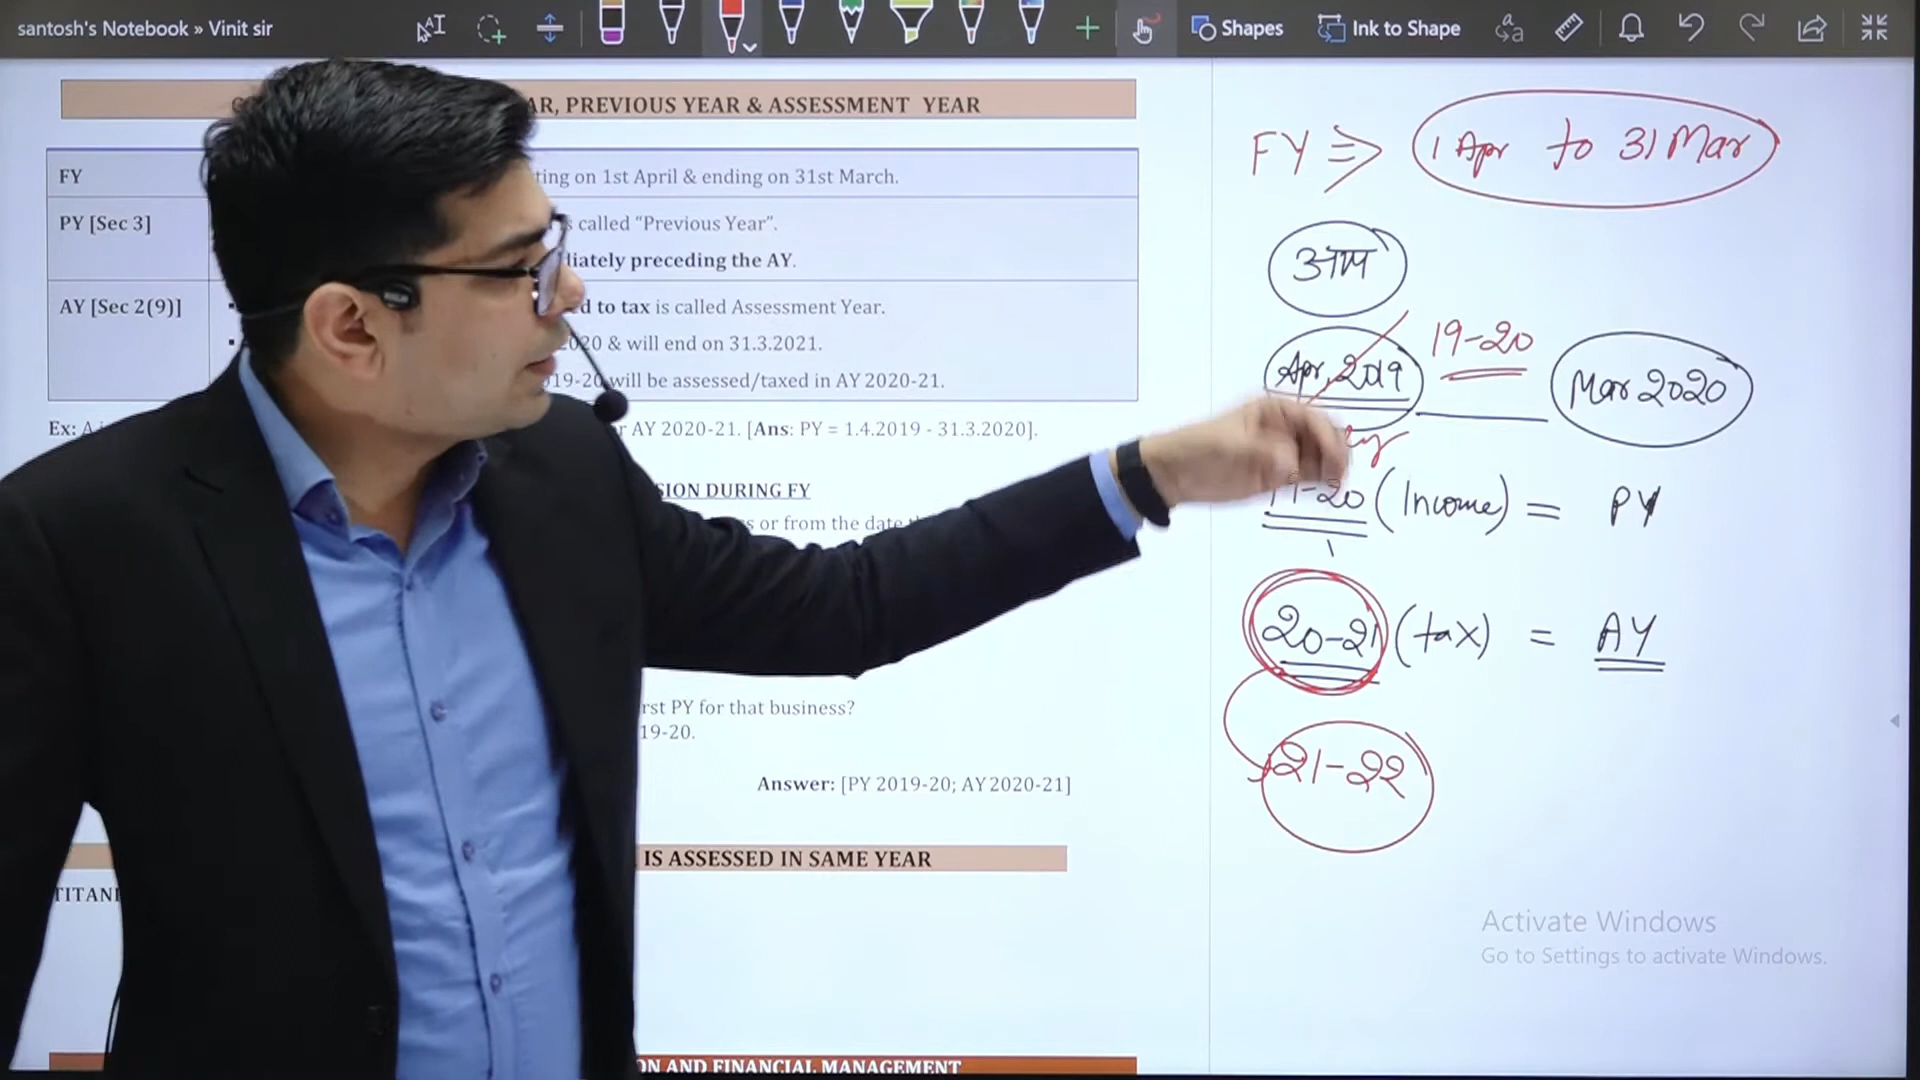 santosh's Notebook » Vinit sir
Shapes
Ink to Shape
AR, PREVIOUS YEAR & ASSESSMENT YEAR
FY
ting on 1st April & ending on 31st March.
PY [Sec 3]
s called “Previous Year”.
liately preceding the AY.
AY [Sec 2(9)]
d to tax is called Assessment Year.
020 & will end on 31.3.2021.
19-20 will be assessed/taxed in AY 2020-21.
Ex: A
r AY 2020-21. [Ans: PY = 1.4.2019 - 31.3.2020].
SION DURING FY
s or from the date
rst PY for that business?
19-20.
Answer: [PY 2019-20; AY 2020-21]
IS ASSESSED IN SAME YEAR
TITANI
ON AND FINANCIAL MANAGEMENT
FY ⇒ 1 Apr to 31 Mar
आय
Apr, 2019 19-20 Mar 2020
19-20 (Income) = PY
20-21 (tax) = AY
21-22
Activate Windows
Go to Settings to activate Windows.